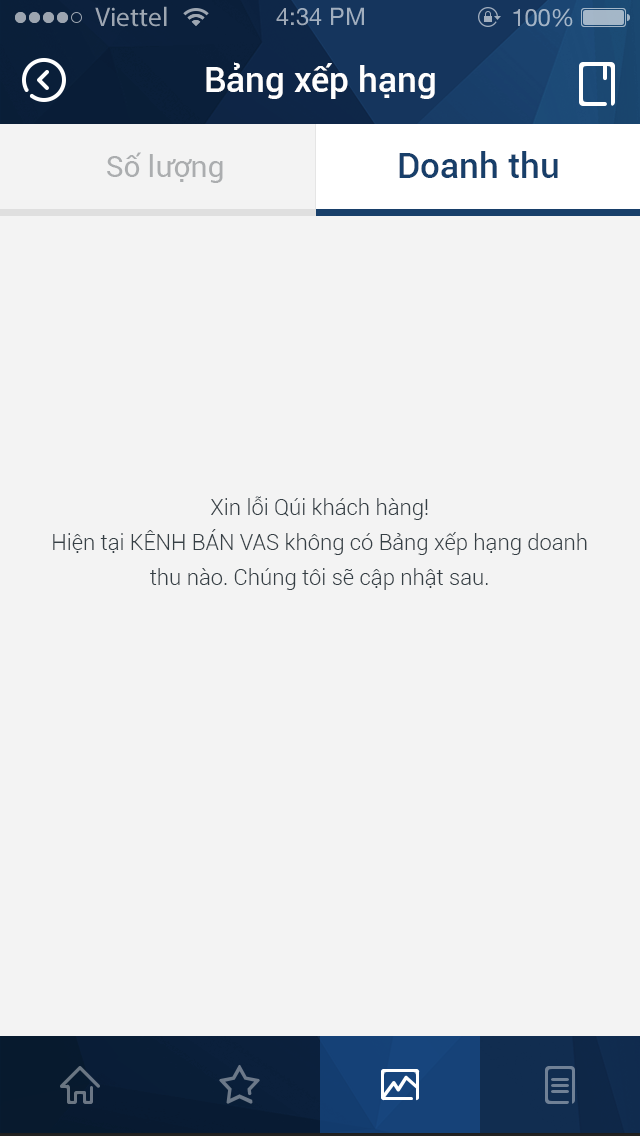 Viettel 4:34 PM 100%
Bảng xếp hạng
Số lượng Doanh thu
Xin lỗi Qúi khách hàng!
Hiện tại KÊNH BÁN VAS không có Bảng xếp hạng doanh
thu nào. Chúng tôi sẽ cập nhật sau.